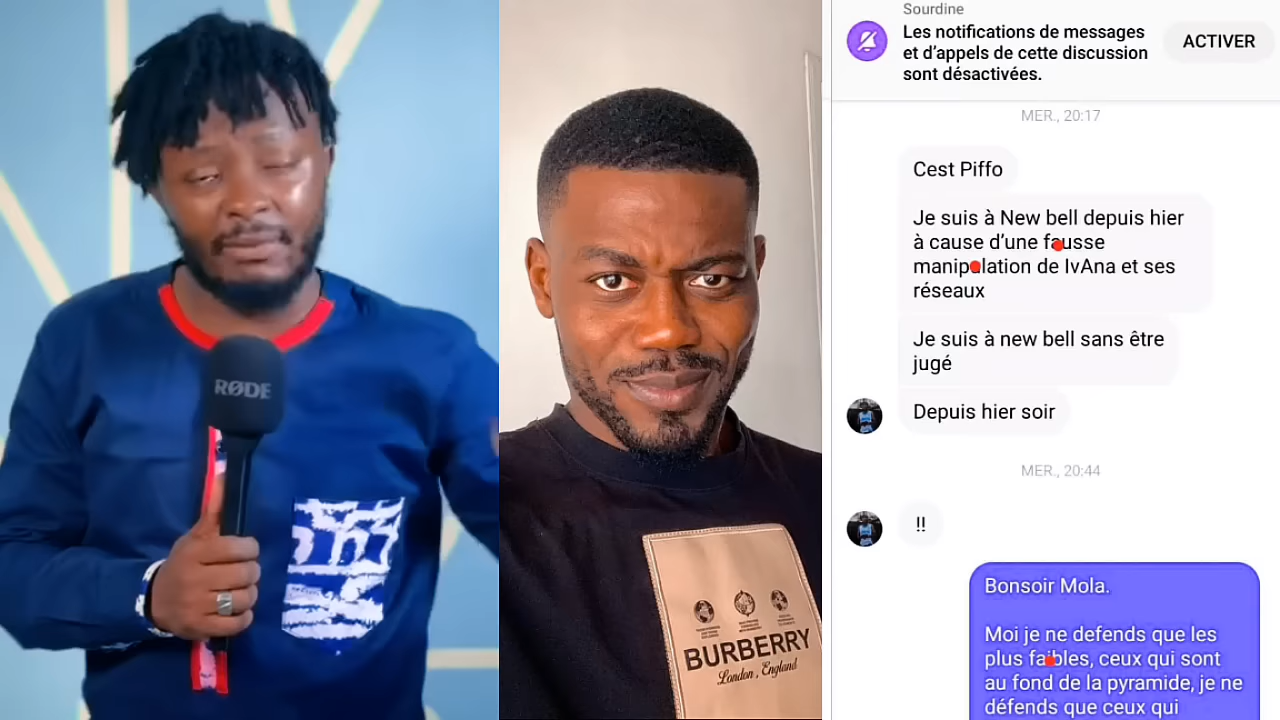 RØDE
BURBERRY
London, England
Sourdine
Les notifications de messages
et d'appels de cette discussion
sont désactivées.
ACTIVER
MER., 20:17
Cest Piffo
Je suis à New bell depuis hier
à cause d'une fausse
manipulation de IvAna et ses
réseaux
Je suis à new bell sans être
jugé
Depuis hier soir
MER., 20:44
!!
Bonsoir Mola.
Moi je ne defends que les
plus faibles, ceux qui sont
au fond de la pyramide, je ne
défends que ceux qui